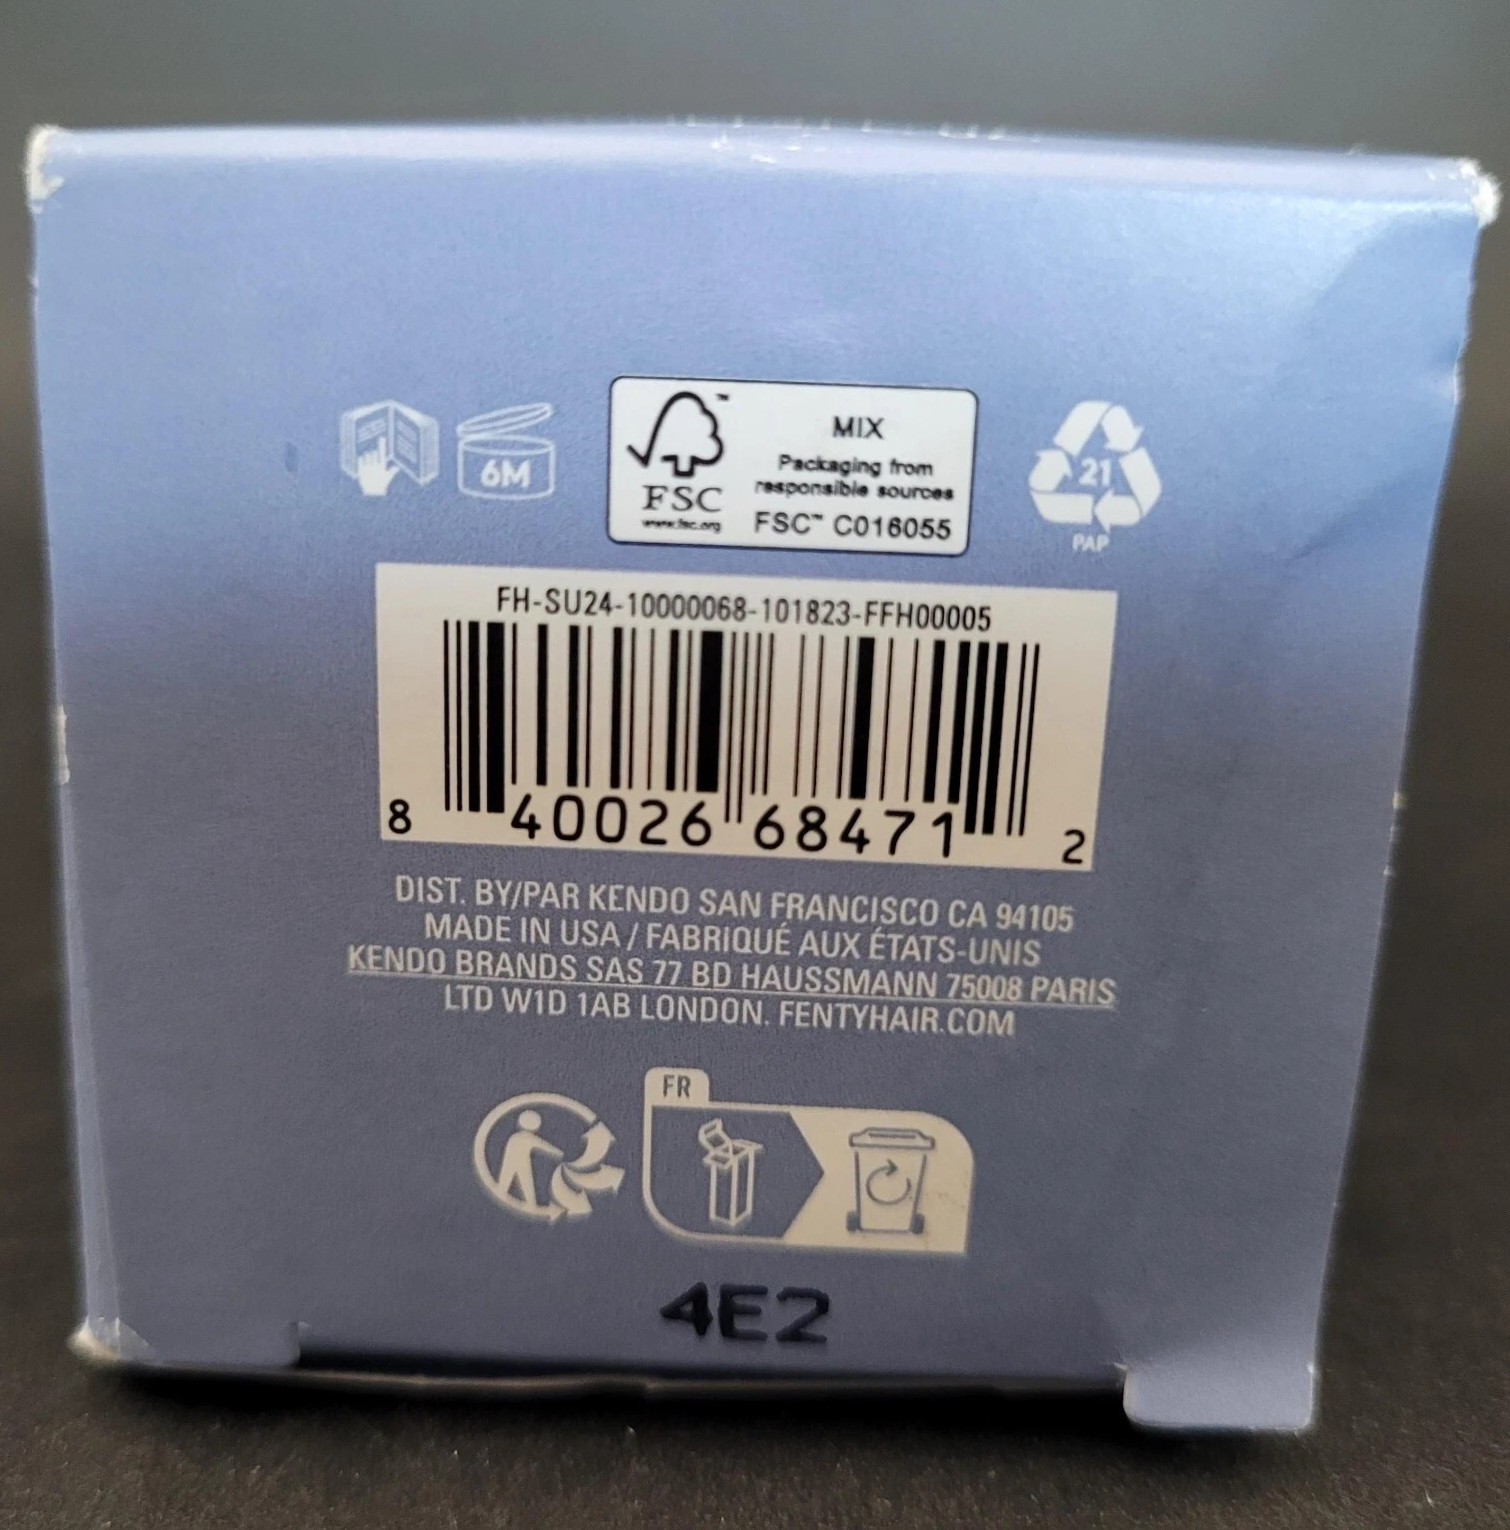 6M
FSC
www.fsc.org
MIX
Packaging from
responsible sources
FSC™ C016055
21
PAP
FH-SU24-10000068-101823-FFH00005
8 40026 68471 2
DIST. BY/PAR KENDO SAN FRANCISCO CA 94105
MADE IN USA / FABRIQUÉ AUX ÉTATS-UNIS
KENDO BRANDS SAS 77 BD HAUSSMANN 75008 PARIS
LTD W1D 1AB LONDON. FENTYHAIR.COM
FR
4E2